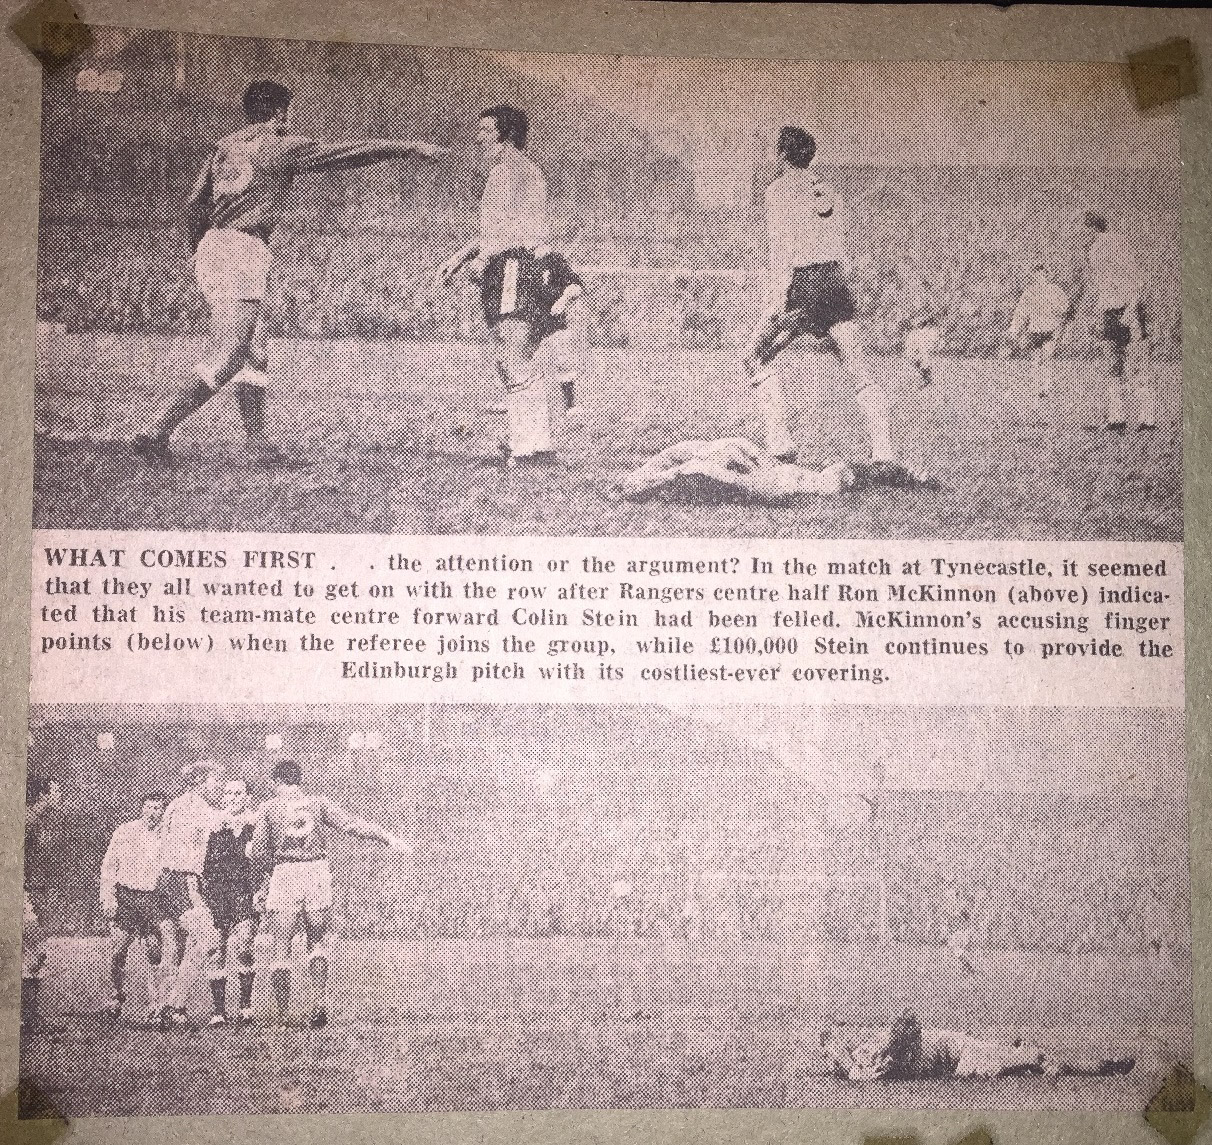 WHAT COMES FIRST . . the attention or the argument? In the match at Tynecastle, it seemed
that they all wanted to get on with the row after Rangers centre half Ron McKinnon (above) indica-
ted that his team-mate centre forward Colin Stein had been felled. McKinnon's accusing finger
points (below) when the referee joins the group, while £100,000 Stein continues to provide the
Edinburgh pitch with its costliest-ever covering.